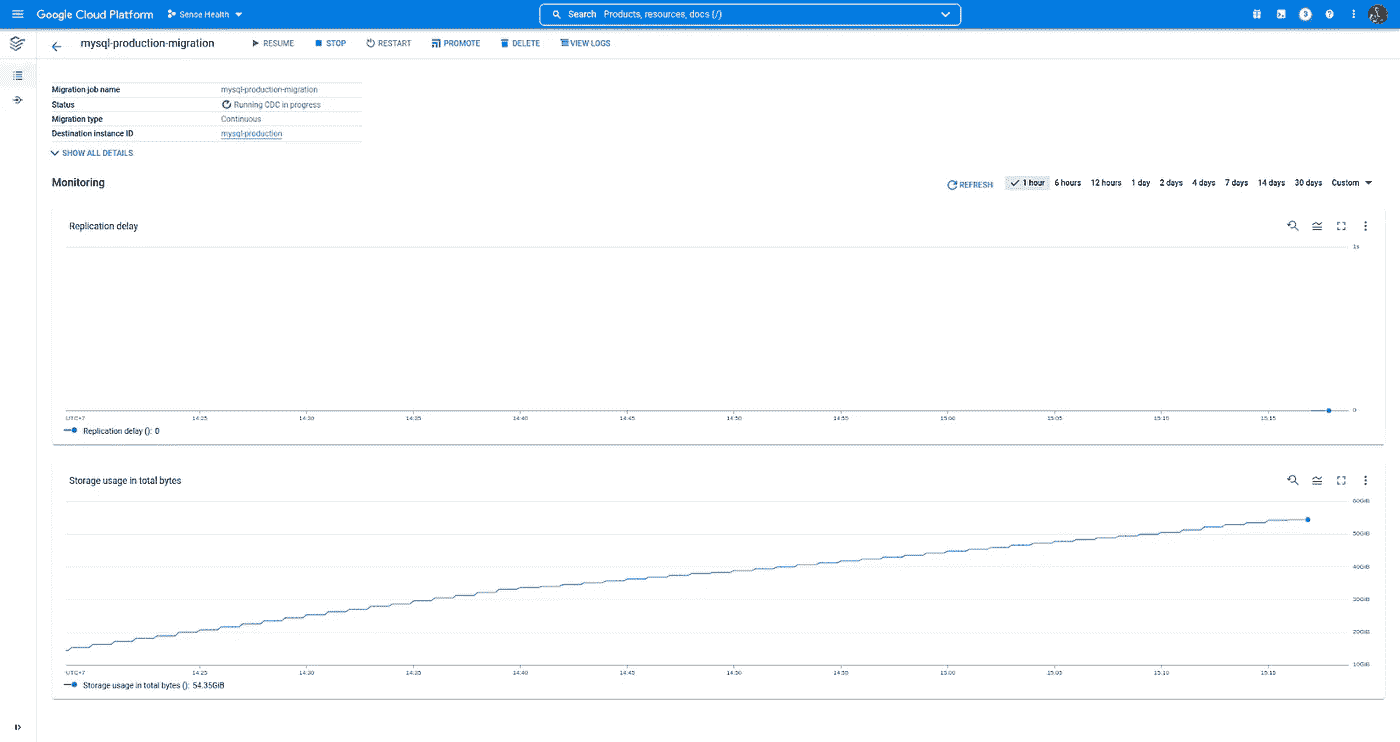 Google Cloud Platform Sense Health Search Products, resources, docs (/) 3
mysql-production-migration RESUME STOP RESTART PROMOTE DELETE VIEW LOGS
Migration job name mysql-production-migration
Status Running CDC in progress
Migration type Continuous
Destination instance ID mysql-production
SHOW ALL DETAILS
Monitoring REFRESH 1 hour 6 hours 12 hours 1 day 2 days 4 days 7 days 14 days 30 days Custom
Replication delay
1s
0
UTC+7 14:25 14:30 14:35 14:40 14:45 14:50 14:55 15:00 15:05 15:10 15:15
Replication delay (): 0
Storage usage in total bytes
60GiB
50GiB
40GiB
30GiB
20GiB
10GiB
UTC+7 14:25 14:30 14:35 14:40 14:45 14:50 14:55 15:00 15:05 15:10 15:15
Storage usage in total bytes (): 54.35GiB